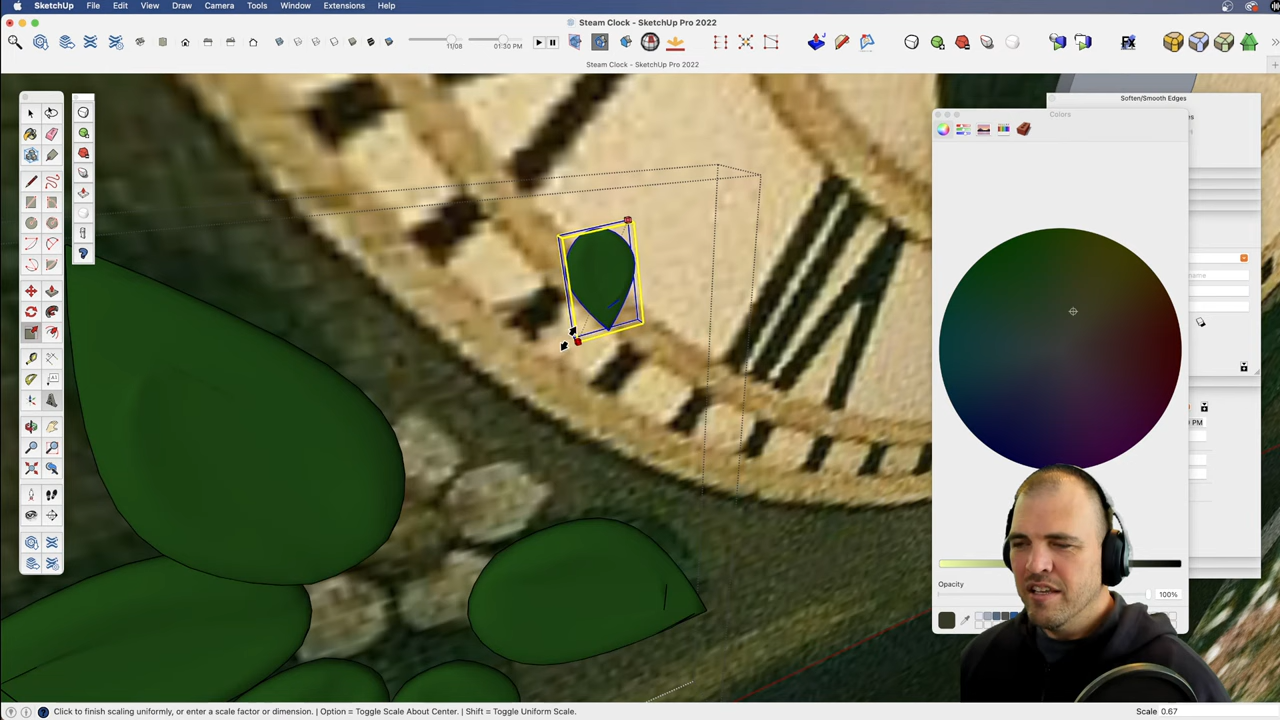 SketchUp File Edit View Draw Camera Tools Window Extensions Help
Steam Clock - SketchUp Pro 2022
11/08 01:30 PM
Steam Clock - SketchUp Pro 2022
Soften/Smooth Edges
Colors
name
PM
Opacity
100%
Click to finish scaling uniformly, or enter a scale factor or dimension. | Option = Toggle Scale About Center. | Shift = Toggle Uniform Scale.
Scale 0.67